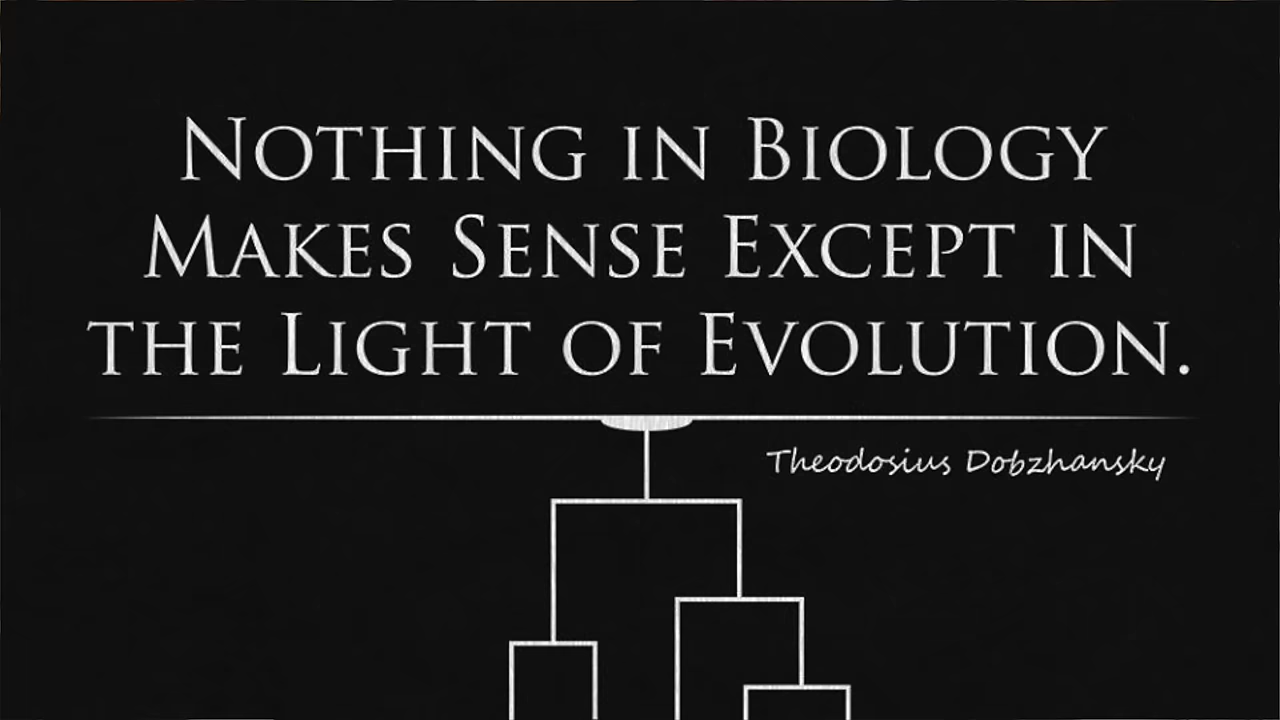 Nothing in Biology
Makes Sense Except in
the Light of Evolution.
Theodosius Dobzhansky